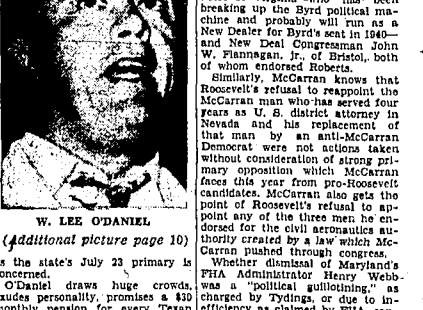 W. LEE O'DANIEL
(Additional picture page 10)
s the state's July 23 primary is
oncerned.
O'Daniel draws huge crowds,
xudes personality, promises a $30
monthly pension for every Texan
breaking up the Byrd political ma-
chine and probably will run as a
New Dealer for Byrd's seat in 1940—
and New Deal Congressman John
W. Flannagan, jr., of Bristol, both
of whom endorsed Roberts.
Similarly, McCarran knows that
Roosevelt's refusal to reappoint the
McCarran man who has served four
years as U. S. district attorney in
Nevada and his replacement of
that man by an anti-McCarran
Democrat were not actions taken
without consideration of strong pri-
mary opposition which McCarran
faces this year from pro-Roosevelt
candidates. McCarran also gets the
point of Roosevelt's refusal to ap-
point any of the three men he en-
dorsed for the civil aeronautics au-
thority created by a law which Mc-
Carran pushed through congress.
Whether dismissal of Maryland's
FHA Administrator Henry Webb
was a "political guillotining," as
charged by Tydings, or due to in-
efficiency as claimed by FHA